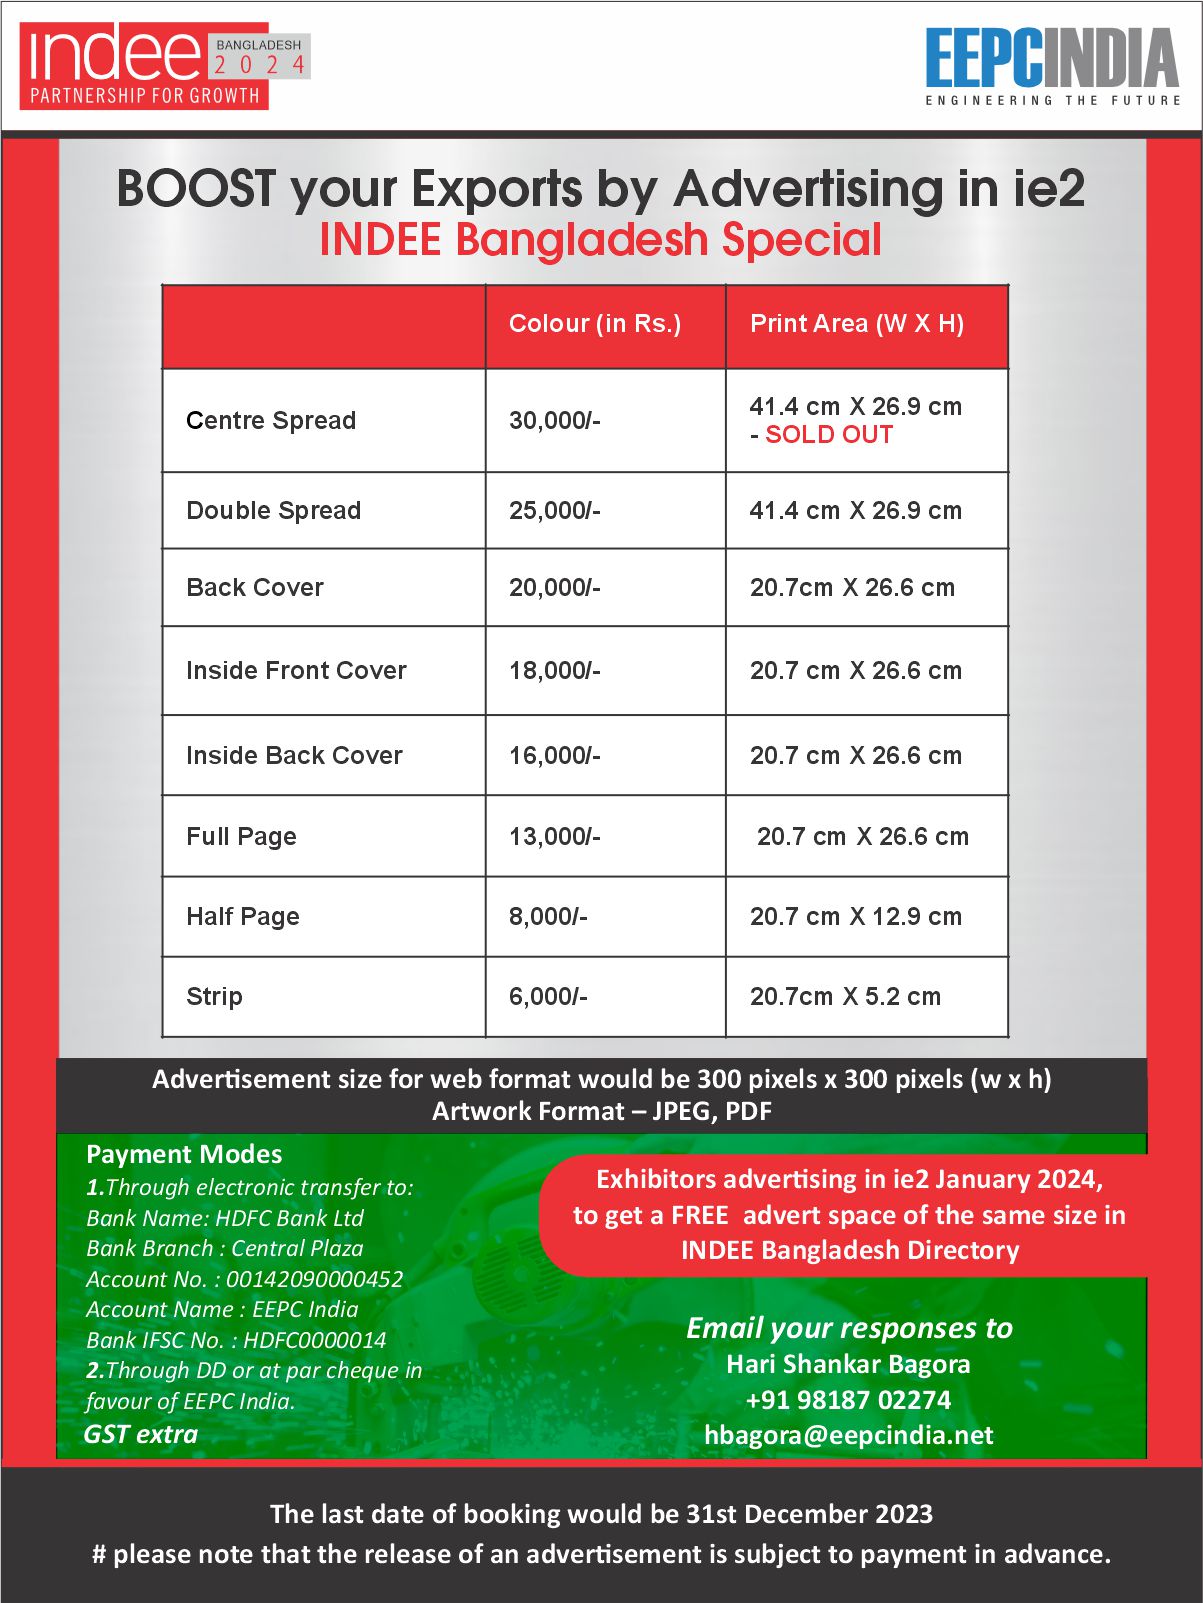 indee
BANGLADESH
2024
PARTNERSHIP FOR GROWTH
EEPCINDIA
ENGINEERING THE FUTURE
BOOST your Exports by Advertising in ie2
INDEE Bangladesh Special
Colour (in Rs.) Print Area (W X H)
Centre Spread 30,000/- 41.4 cm X 26.9 cm
- SOLD OUT
Double Spread 25,000/- 41.4 cm X 26.9 cm
Back Cover 20,000/- 20.7cm X 26.6 cm
Inside Front Cover 18,000/- 20.7 cm X 26.6 cm
Inside Back Cover 16,000/- 20.7 cm X 26.6 cm
Full Page 13,000/- 20.7 cm X 26.6 cm
Half Page 8,000/- 20.7 cm X 12.9 cm
Strip 6,000/- 20.7cm X 5.2 cm
Advertisement size for web format would be 300 pixels x 300 pixels (w x h)
Artwork Format – JPEG, PDF
Payment Modes
1.Through electronic transfer to:
Bank Name: HDFC Bank Ltd
Bank Branch : Central Plaza
Account No. : 00142090000452
Account Name : EEPC India
Bank IFSC No. : HDFC0000014
2.Through DD or at par cheque in
favour of EEPC India.
GST extra
Exhibitors advertising in ie2 January 2024,
to get a FREE advert space of the same size in
INDEE Bangladesh Directory
Email your responses to
Hari Shankar Bagora
+91 98187 02274
hbagora@eepcindia.net
The last date of booking would be 31st December 2023
# please note that the release of an advertisement is subject to payment in advance.